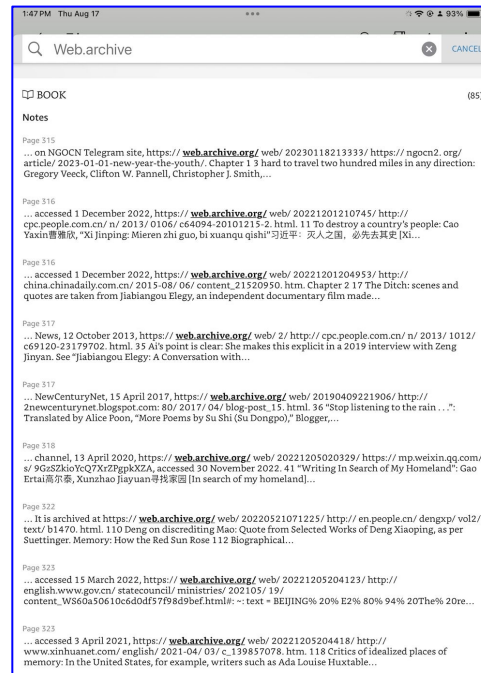 1:47 PM Thu Aug 17
93%
Web.archive
CANCEL
BOOK
(85)
Notes
Page 315
… on NGOCN Telegram site, https:// web.archive.org/ web/ 20230118213333/ https:// ngocn2. org/
article/ 2023-01-01-new-year-the-youth/. Chapter 1 3 hard to travel two hundred miles in any direction:
Gregory Veeck, Clifton W. Pannell, Christopher J. Smith,…
Page 316
… accessed 1 December 2022, https:// web.archive.org/ web/ 20221201210745/ http://
cpc.people.com.cn/ n/ 2013/ 0106/ c64094-20101215-2. html. 11 To destroy a country's people: Cao
Yaxin曹雅欣, "Xi Jinping: Mieren zhi guo, bi xuanqu qishi"习近平：灭人之国，必先去其史 [Xi…
Page 316
… accessed 1 December 2022, https:// web.archive.org/ web/ 20221201204953/ http://
china.chinadaily.com.cn/ 2015-08/ 06/ content_21520950. htm. Chapter 2 17 The Ditch: scenes and
quotes are taken from Jiabiangou Elegy, an independent documentary film made…
Page 317
… News, 12 October 2013, https:// web.archive.org/ web/ 2/ http:// cpc.people.com.cn/ n/ 2013/ 1012/
c69120-23179702. html. 35 Ai's point is clear: She makes this explicit in a 2019 interview with Zeng
Jinyan. See "Jiabiangou Elegy: A Conversation with…
Page 317
… NewCenturyNet, 15 April 2017, https:// web.archive.org/ web/ 20190409221906/ http://
2newcenturynet.blogspot.com: 80/ 2017/ 04/ blog-post_15. html. 36 "Stop listening to the rain . . .":
Translated by Alice Poon, "More Poems by Su Shi (Su Dongpo)," Blogger,…
Page 318
… channel, 13 April 2020, https:// web.archive.org/ web/ 20221205020329/ https:// mp.weixin.qq.com/
s/ 9GzSZkioYcQ7XrZPgpkXZA, accessed 30 November 2022. 41 "Writing In Search of My Homeland": Gao
Ertai高尔泰, Xunzhao Jiayuan寻找家园 [In search of my homeland]…
Page 322
… It is archived at https:// web.archive.org/ web/ 20220521071225/ http:// en.people.cn/ dengxp/ vol2/
text/ b1470. html. 110 Deng on discrediting Mao: Quote from Selected Works of Deng Xiaoping, as per
Suettinger. Memory: How the Red Sun Rose 112 Biographical…
Page 323
… accessed 15 March 2022, https:// web.archive.org/ web/ 20221205204123/ http://
english.www.gov.cn/ statecouncil/ ministries/ 202105/ 19/
content_WS60a50610c6d0df57f98d9bef.html#: ~: text = BEIJING% 20% E2% 80% 94% 20The% 20re…
Page 323
… accessed 3 April 2021, https:// web.archive.org/ web/ 20221205204418/ http://
www.xinhuanet.com/ english/ 2021-04/ 03/ c_139857078. htm. 118 Critics of idealized places of
memory: In the United States, for example, writers such as Ada Louise Huxtable…